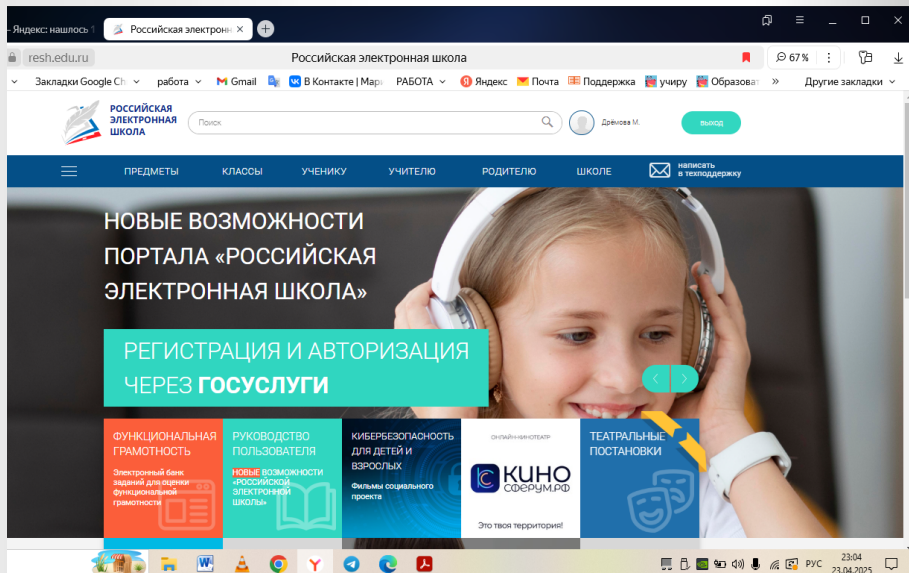 – Яндекс: нашлось 1
Российская электронн
resh.edu.ru
Российская электронная школа
67 %
Закладки Google Ch
работа
Gmail
В Контакте | Мари
РАБОТА
Яндекс
Почта
Поддержка
учиру
Образоват
»
Другие закладки
РОССИЙСКАЯ
ЭЛЕКТРОННАЯ
ШКОЛА
Поиск
Дрёмова М.
выход
ПРЕДМЕТЫ
КЛАССЫ
УЧЕНИКУ
УЧИТЕЛЮ
РОДИТЕЛЮ
ШКОЛЕ
написать
в техподдержку
НОВЫЕ ВОЗМОЖНОСТИ
ПОРТАЛА «РОССИЙСКАЯ
ЭЛЕКТРОННАЯ ШКОЛА»
РЕГИСТРАЦИЯ И АВТОРИЗАЦИЯ
ЧЕРЕЗ ГОСУСЛУГИ
ФУНКЦИОНАЛЬНАЯ
ГРАМОТНОСТЬ
Электронный банк
заданий для оценки
функциональной
грамотности
РУКОВОДСТВО
ПОЛЬЗОВАТЕЛЯ
НОВЫЕ ВОЗМОЖНОСТИ
«РОССИЙСКОЙ
ЭЛЕКТРОННОЙ
ШКОЛЫ»
КИБЕРБЕЗОПАСНОСТЬ
ДЛЯ ДЕТЕЙ И
ВЗРОСЛЫХ
Фильмы социального
проекта
ОНЛАЙН-КИНОТЕАТР
КИНО
СФЕРУМ.РФ
Это твоя территория!
ТЕАТРАЛЬНЫЕ
ПОСТАНОВКИ
РУС
23:04
23.04.2025